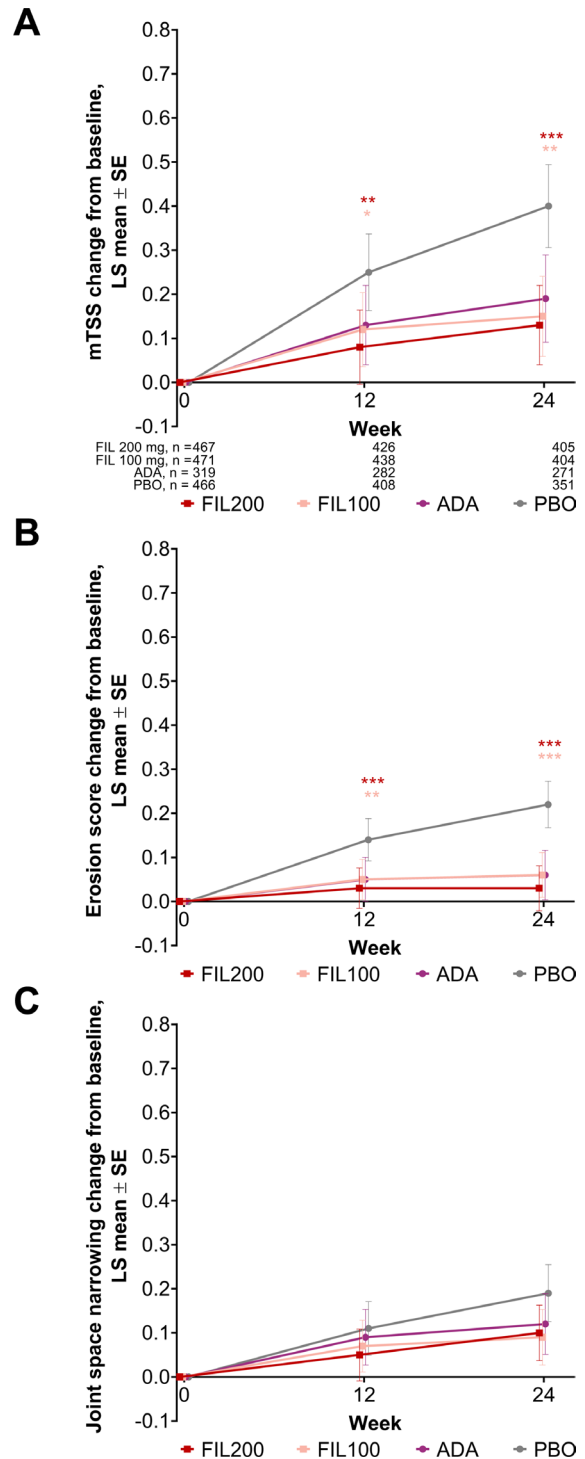 A
mTSS change from baseline,
LS mean ± SE
0.8
0.7
0.6
0.5
0.4
0.3
0.2
0.1
0.0
-0.1
**
*
***
**
0 12 24
Week
FIL 200 mg, n =467 426 405
FIL 100 mg, n =471 438 404
ADA, n = 319 282 271
PBO, n = 466 408 351
FIL200 FIL100 ADA PBO
B
Erosion score change from baseline,
LS mean ± SE
0.8
0.7
0.6
0.5
0.4
0.3
0.2
0.1
0.0
-0.1
***
**
***
***
0 12 24
Week
FIL200 FIL100 ADA PBO
C
Joint space narrowing change from baseline,
LS mean ± SE
0.8
0.7
0.6
0.5
0.4
0.3
0.2
0.1
0.0
-0.1
0 12 24
Week
FIL200 FIL100 ADA PBO